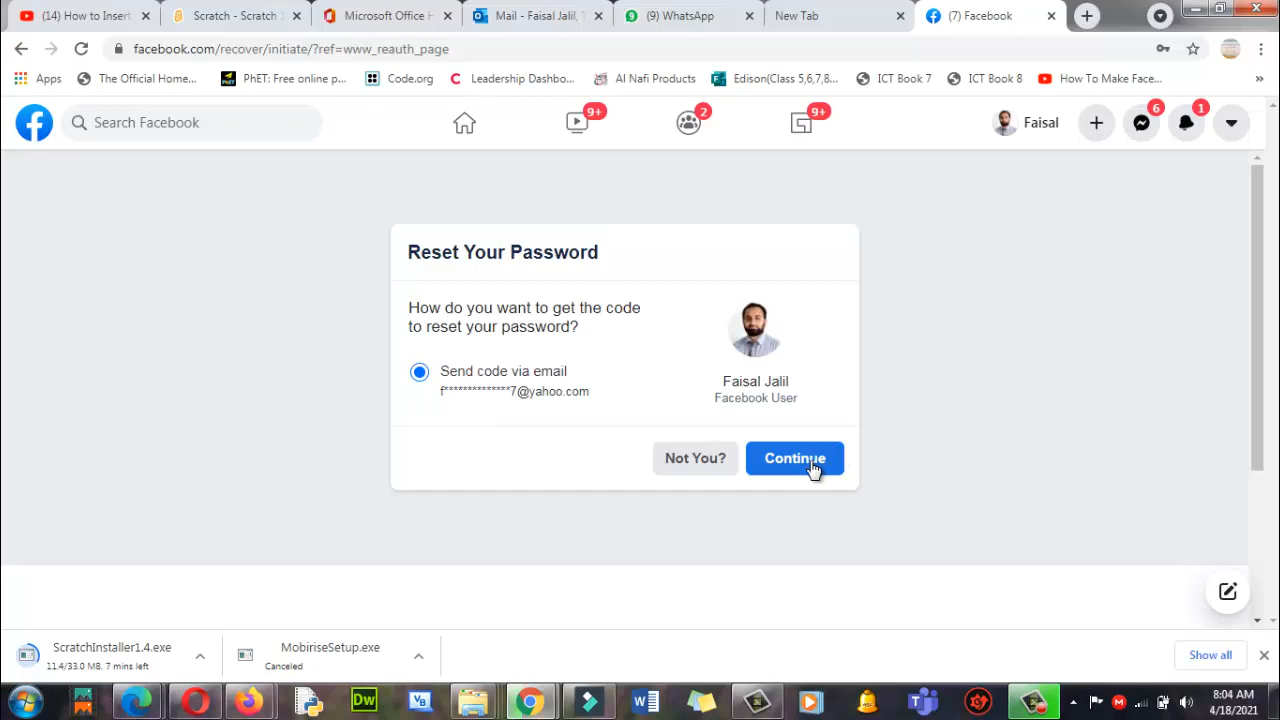 (14) How to Insert
Scratch - Scratch
Microsoft Office
Mail - Faisal Jalil, T
(9) WhatsApp
New Tab
(7) Facebook
facebook.com/recover/initiate/?ref=www_reauth_page
Apps
The Official Home...
PhET: Free online p...
Code.org
Leadership Dashbo...
Al Nafi Products
Edison(Class 5,6,7,8...
ICT Book 7
ICT Book 8
How To Make Face...
»
Search Facebook
9+
2
9+
Faisal
6
1
Reset Your Password
How do you want to get the code
to reset your password?
Send code via email
f**************7@yahoo.com
Faisal Jalil
Facebook User
Not You?
Continue
ScratchInstaller1.4.exe
11.4/33.0 MB, 7 mins left
MobiriseSetup.exe
Canceled
Show all
Dw
8:04 AM
4/18/2021